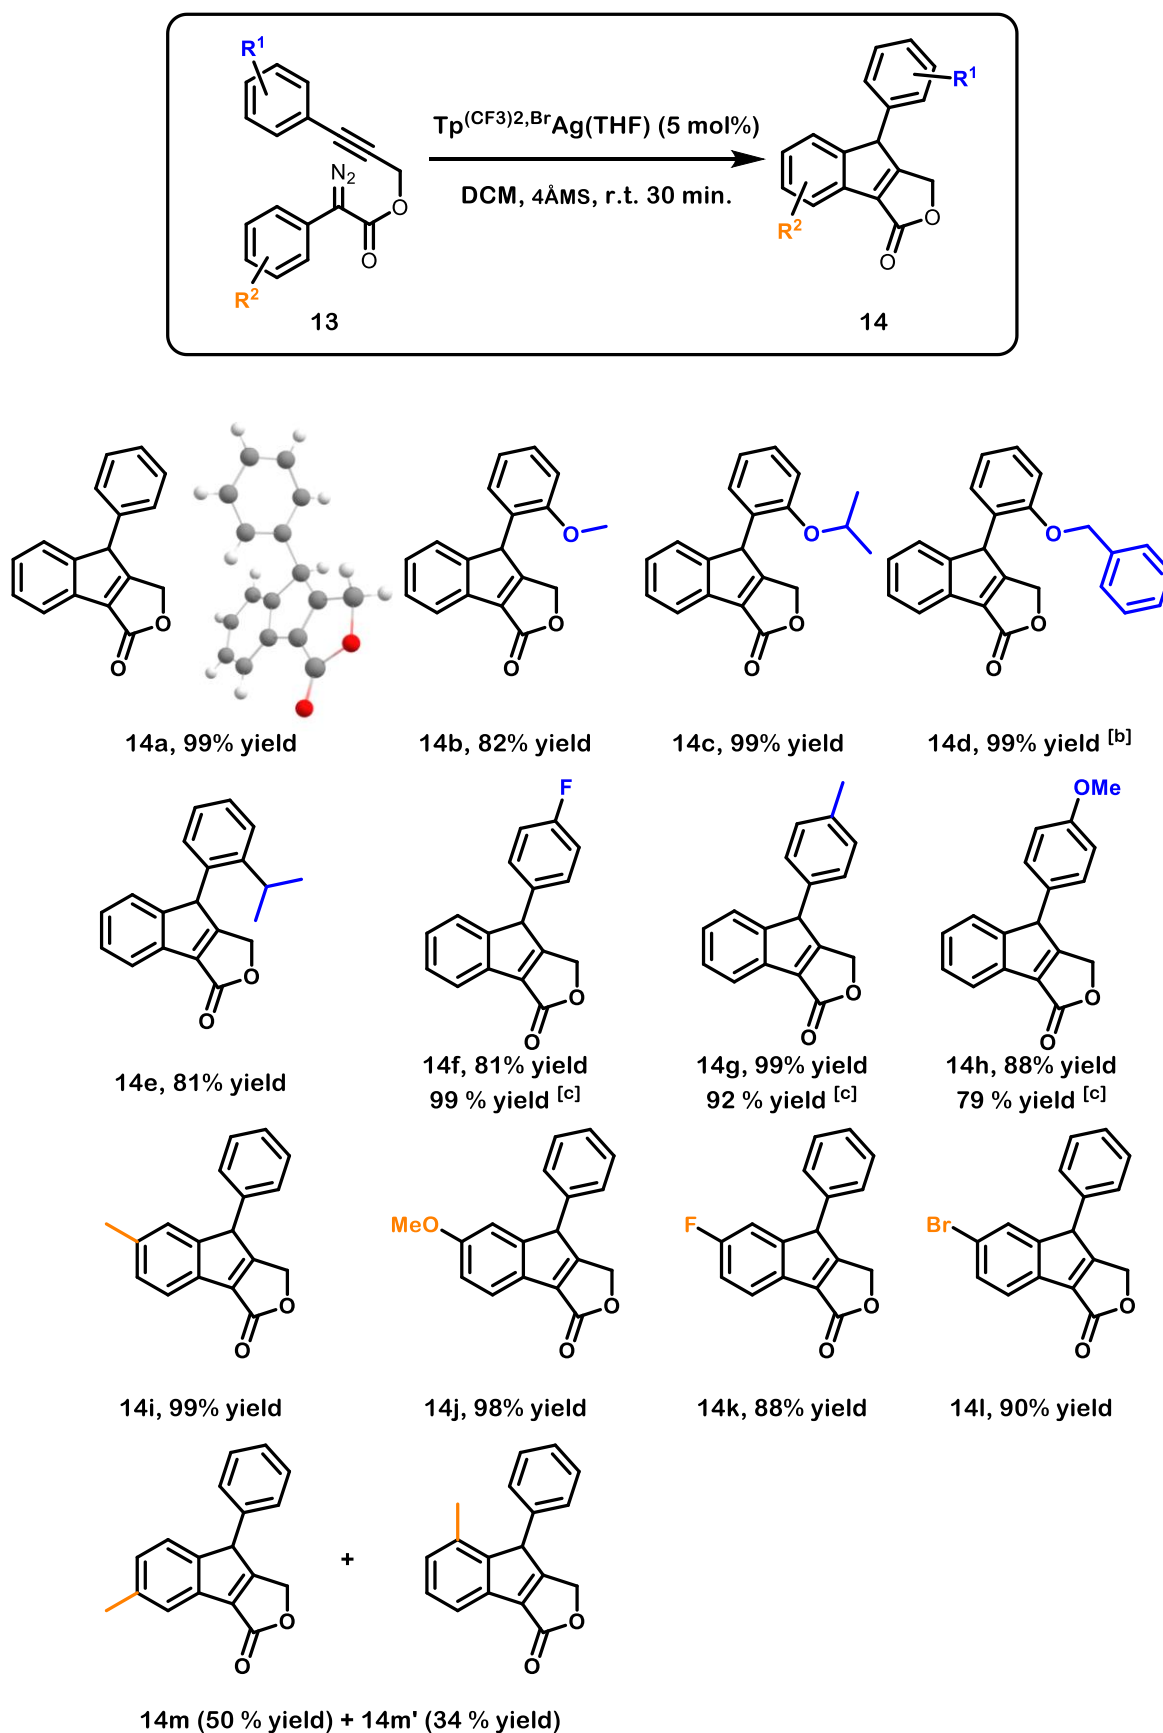 R1
N2
O
O
R2
13
Tp(CF3)2,BrAg(THF) (5 mol%)
DCM, 4ÅMS, r.t. 30 min.
R1
R2
O
O
14
O
O
O
O
O
O
O
O
O
O
O
14a, 99% yield
14b, 82% yield
14c, 99% yield
14d, 99% yield [b]
F
OMe
O
O
O
O
O
O
O
O
14e, 81% yield
14f, 81% yield
99 % yield [c]
14g, 99% yield
92 % yield [c]
14h, 88% yield
79 % yield [c]
MeO
F
Br
O
O
O
O
O
O
O
O
14i, 99% yield
14j, 98% yield
14k, 88% yield
14l, 90% yield
+
O
O
O
O
14m (50 % yield) + 14m' (34 % yield)